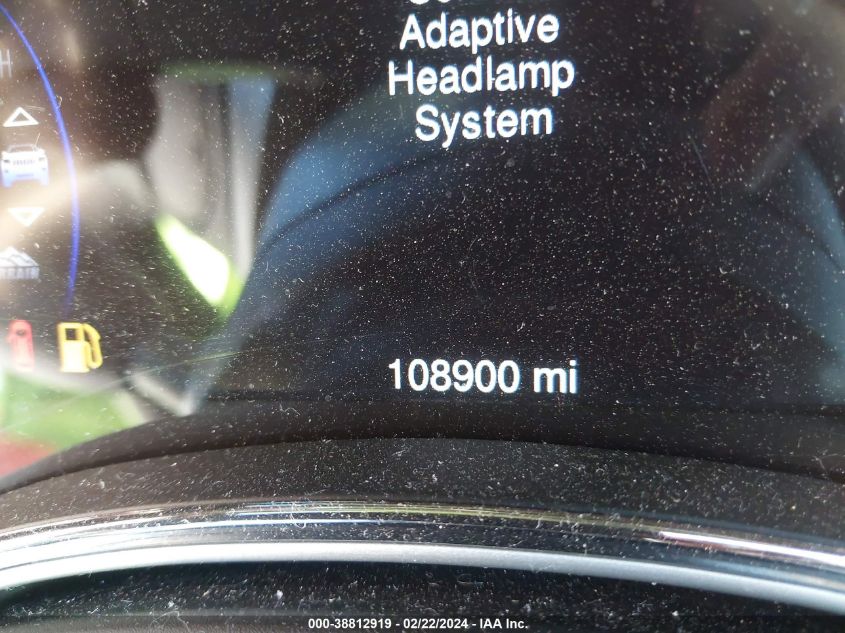 Adaptive
Headlamp
System
108900 mi
000-38812919 - 02/22/2024 - IAA Inc.